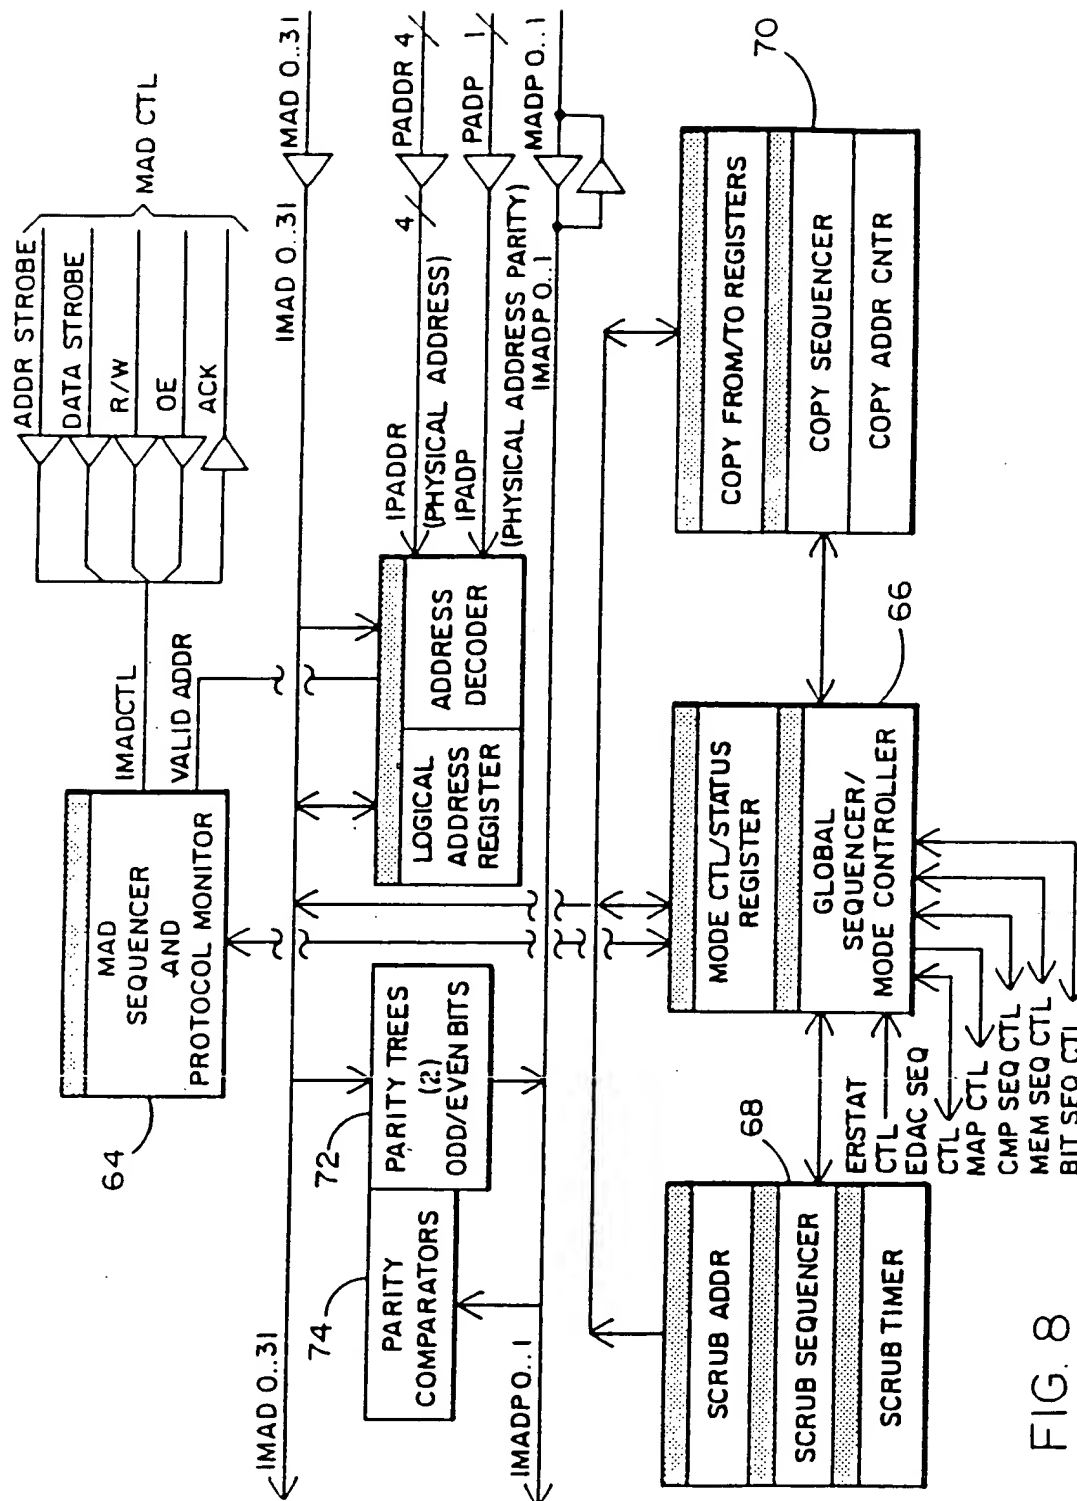 ADDR STROBE
DATA STROBE
R/W
OE
ACK
MAD CTL
IMADCTL
VALID ADDR
MAD
SEQUENCER
AND
PROTOCOL MONITOR
64
IMAD 0..31
IMAD 0..31
MAD 0..31
PADDR 4
4
IPADDR
(PHYSICAL ADDRESS)
PADP 1
IPADP
(PHYSICAL ADDRESS PARITY)
IMADP 0..1
MADP 0..1
LOGICAL
ADDRESS
REGISTER
ADDRESS
DECODER
72
PARITY TREES
(2)
ODD/EVEN BITS
74
PARITY
COMPARATORS
IMADP 0...1
68
SCRUB ADDR
SCRUB SEQUENCER
SCRUB TIMER
66
MODE CTL/STATUS
REGISTER
GLOBAL
SEQUENCER/
MODE CONTROLLER
70
COPY FROM/TO REGISTERS
COPY SEQUENCER
COPY ADDR CNTR
ERSTAT
CTL
EDAC SEQ
CTL
MAP CTL
CMP SEQ CTL
MEM SEQ CTL
BIT SEQ CTL
FIG. 8